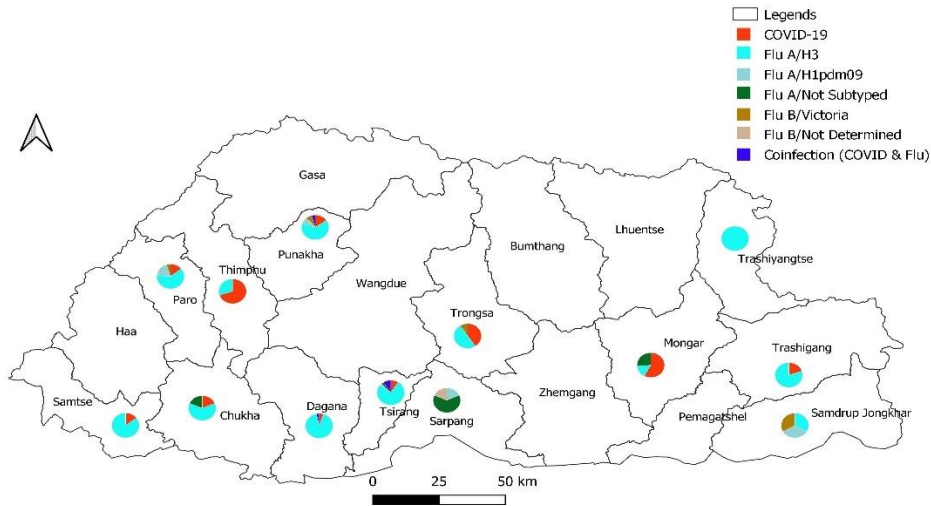 Legends
COVID-19
Flu A/H3
Flu A/H1pdm09
Flu A/Not Subtyped
Flu B/Victoria
Flu B/Not Determined
Coinfection (COVID & Flu)
Gasa
Punakha
Thimphu
Paro
Haa
Wangdue
Bumthang
Lhuentse
Trashiyangtse
Trongsa
Mongar
Trashigang
Samtse
Chukha
Dagana
Tsirang
Sarpang
Zhemgang
Pemagatshel
Samdrup Jongkhar
0 25 50 km